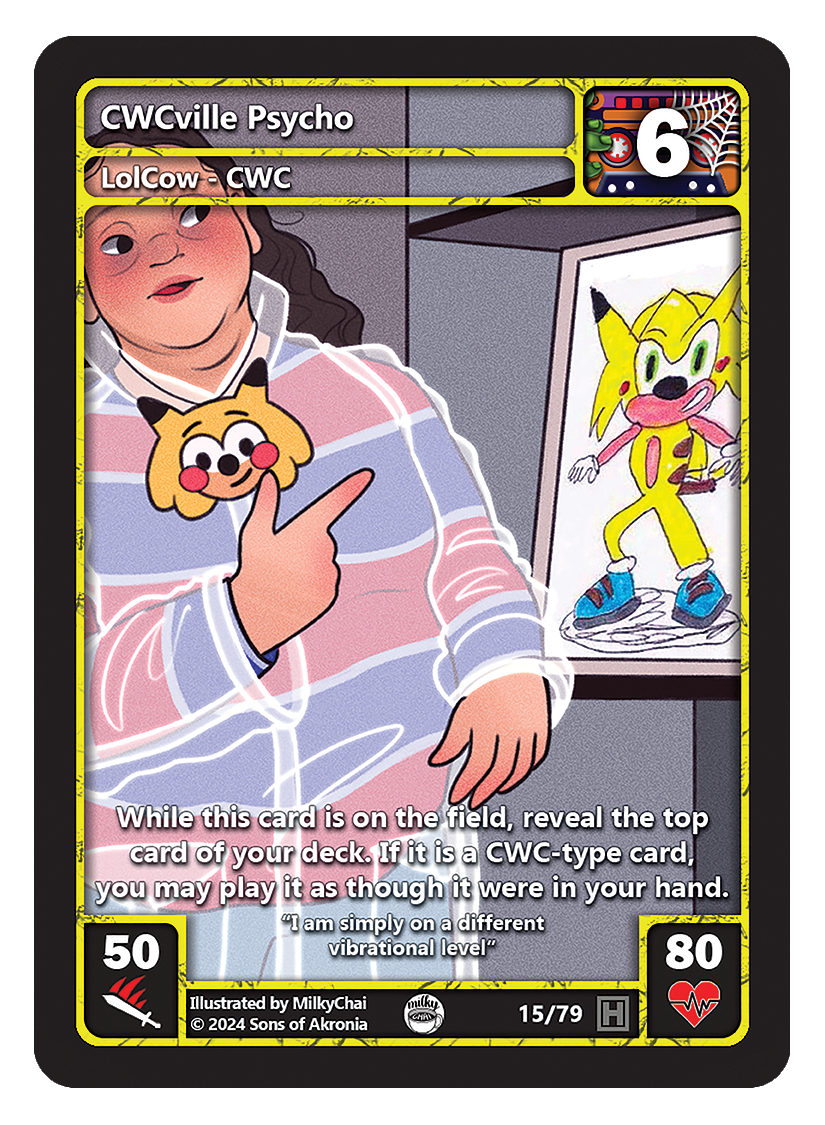 CWCville Psycho
6
LolCow - CWC
While this card is on the field, reveal the top
card of your deck. If it is a CWC-type card,
you may play it as though it were in your hand.
“I am simply on a different
vibrational level”
50
80
Illustrated by MilkyChai
© 2024 Sons of Akronia
milky
CHAI
15/79
H